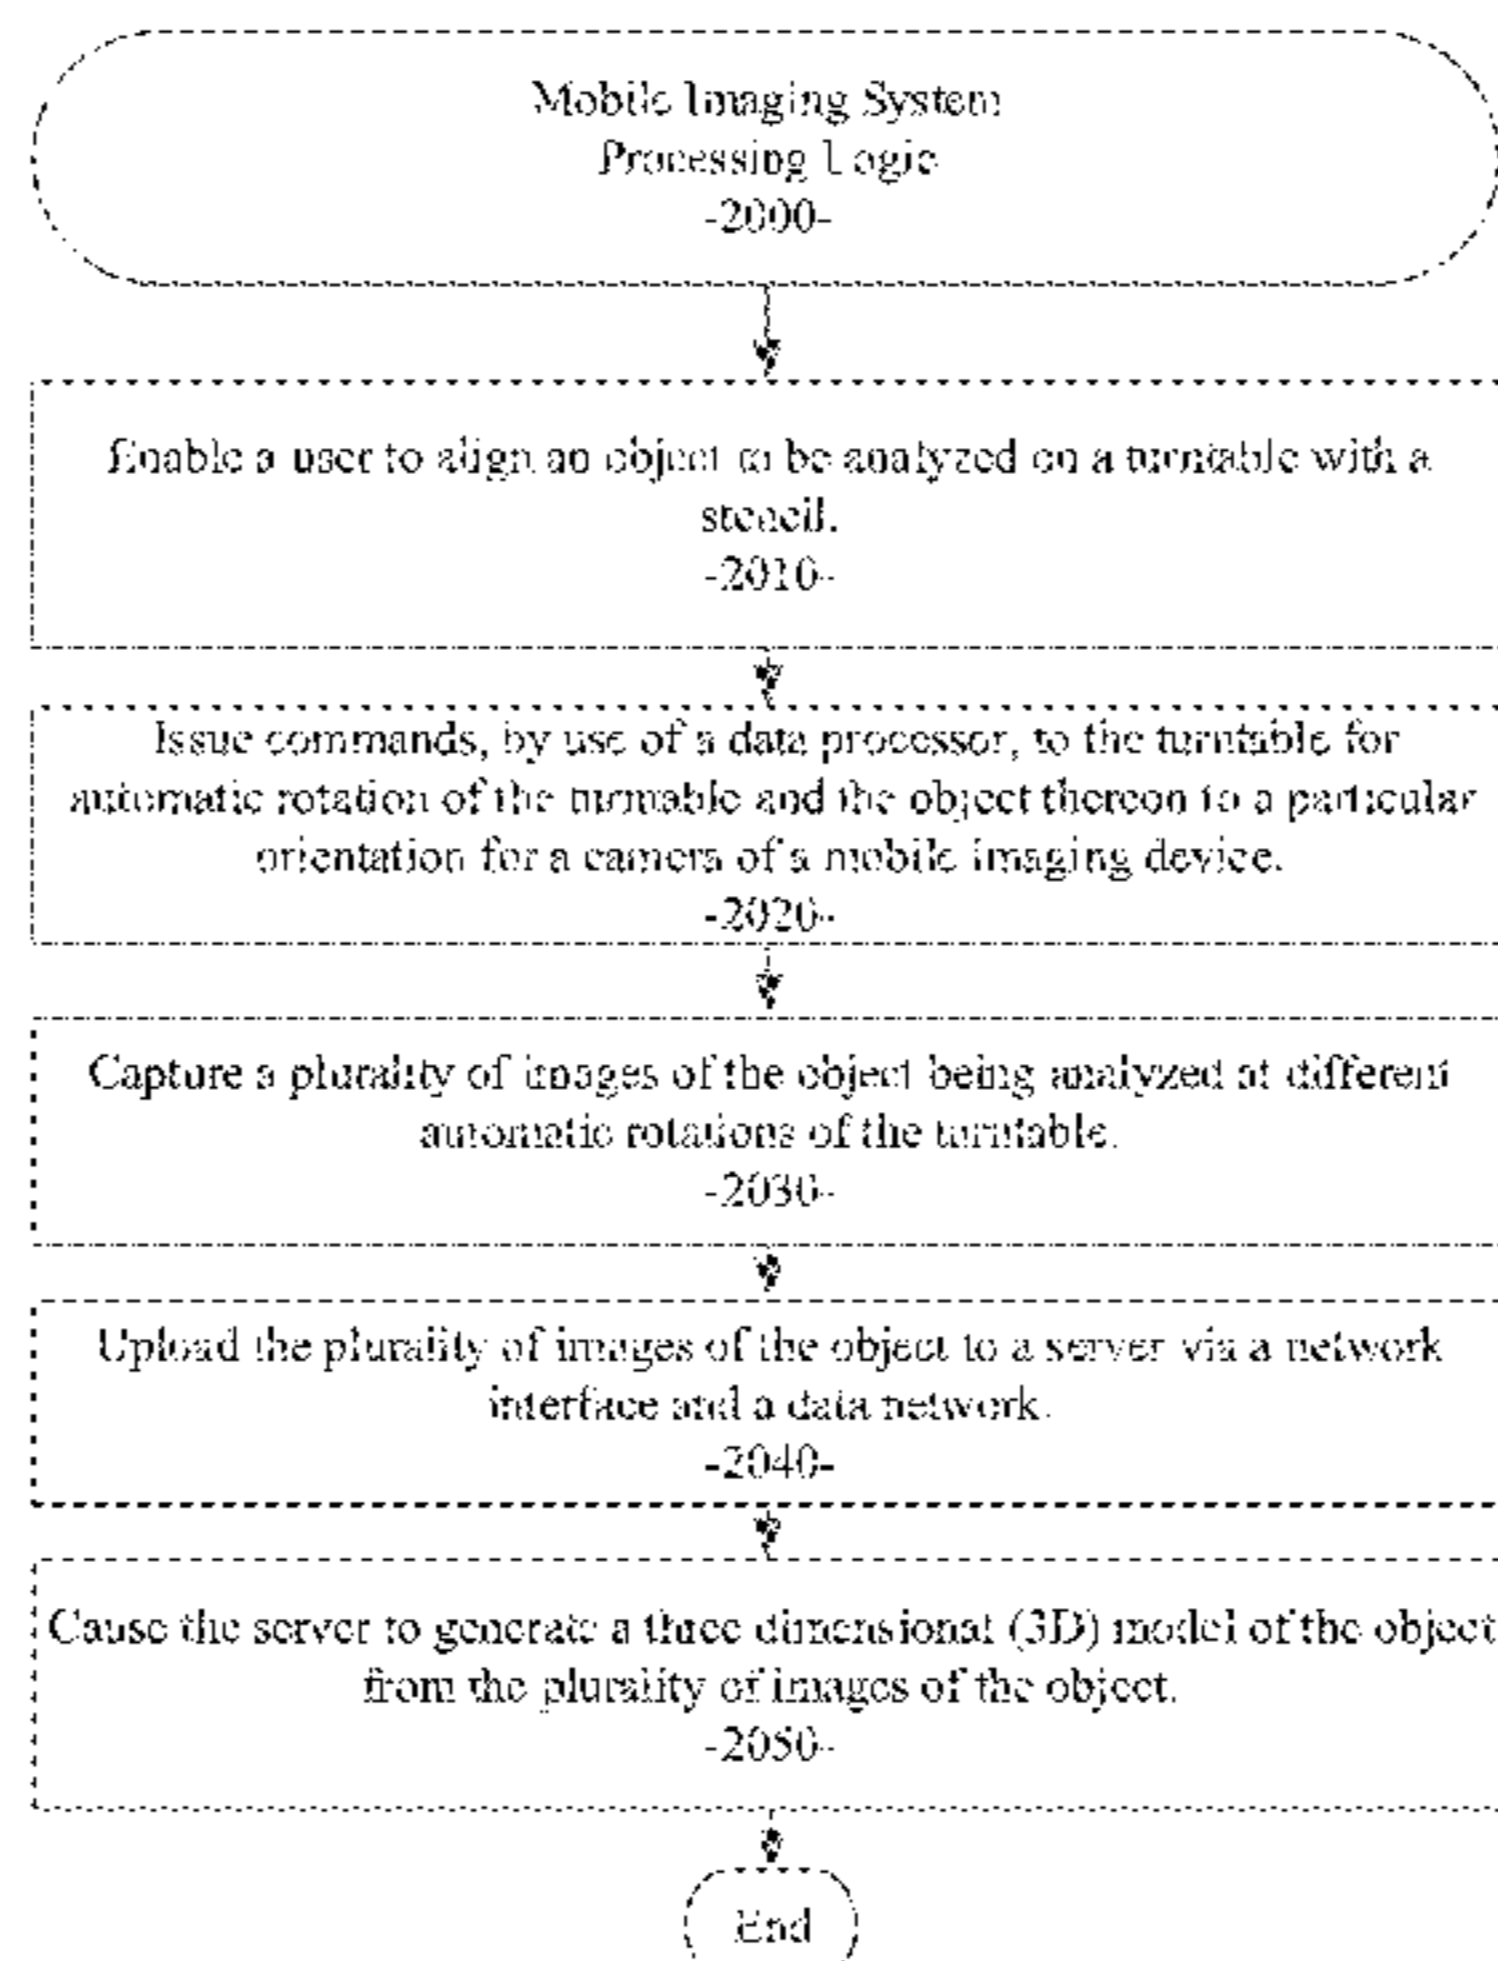 Mobile Imaging System
Processing Logic
-2000-
Enable a user to align an object to be analyzed on a turntable with a
stencil.
-2010-
Issue commands, by use of a data processor, to the turntable for
automatic rotation of the turntable and the object thereon to a particular
orientation for a camera of a mobile imaging device.
-2020-
Capture a plurality of images of the object being analyzed at different
automatic rotations of the turntable.
-2030-
Upload the plurality of images of the object to a server via a network
interface and a data network.
-2040-
Cause the server to generate a three dimensional (3D) model of the object
from the plurality of images of the object.
-2050-
End